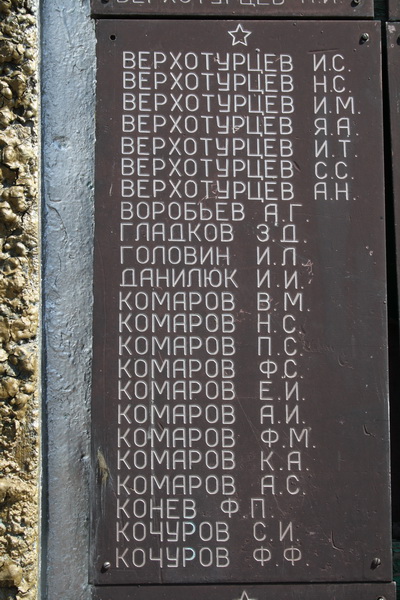 ВЕРХОТУРЦЕВ И.С.
ВЕРХОТУРЦЕВ Н.С.
ВЕРХОТУРЦЕВ И.М.
ВЕРХОТУРЦЕВ Я.А.
ВЕРХОТУРЦЕВ И.Т.
ВЕРХОТУРЦЕВ С.С.
ВЕРХОТУРЦЕВ А.Н.
ВОРОБЬЕВ А.Г.
ГЛАДКОВ З.Д.
ГОЛОВИН И.Л
ДАНИЛЮК И.И.
КОМАРОВ В.М.
КОМАРОВ Н.С.
КОМАРОВ П.С.
КОМАРОВ Ф.С.
КОМАРОВ Е.И.
КОМАРОВ А.И.
КОМАРОВ Ф.М.
КОМАРОВ К.А.
КОМАРОВ А.С.
КОНЕВ Ф.П.
КОЧУРОВ С.И.
КОЧУРОВ Ф.Ф.